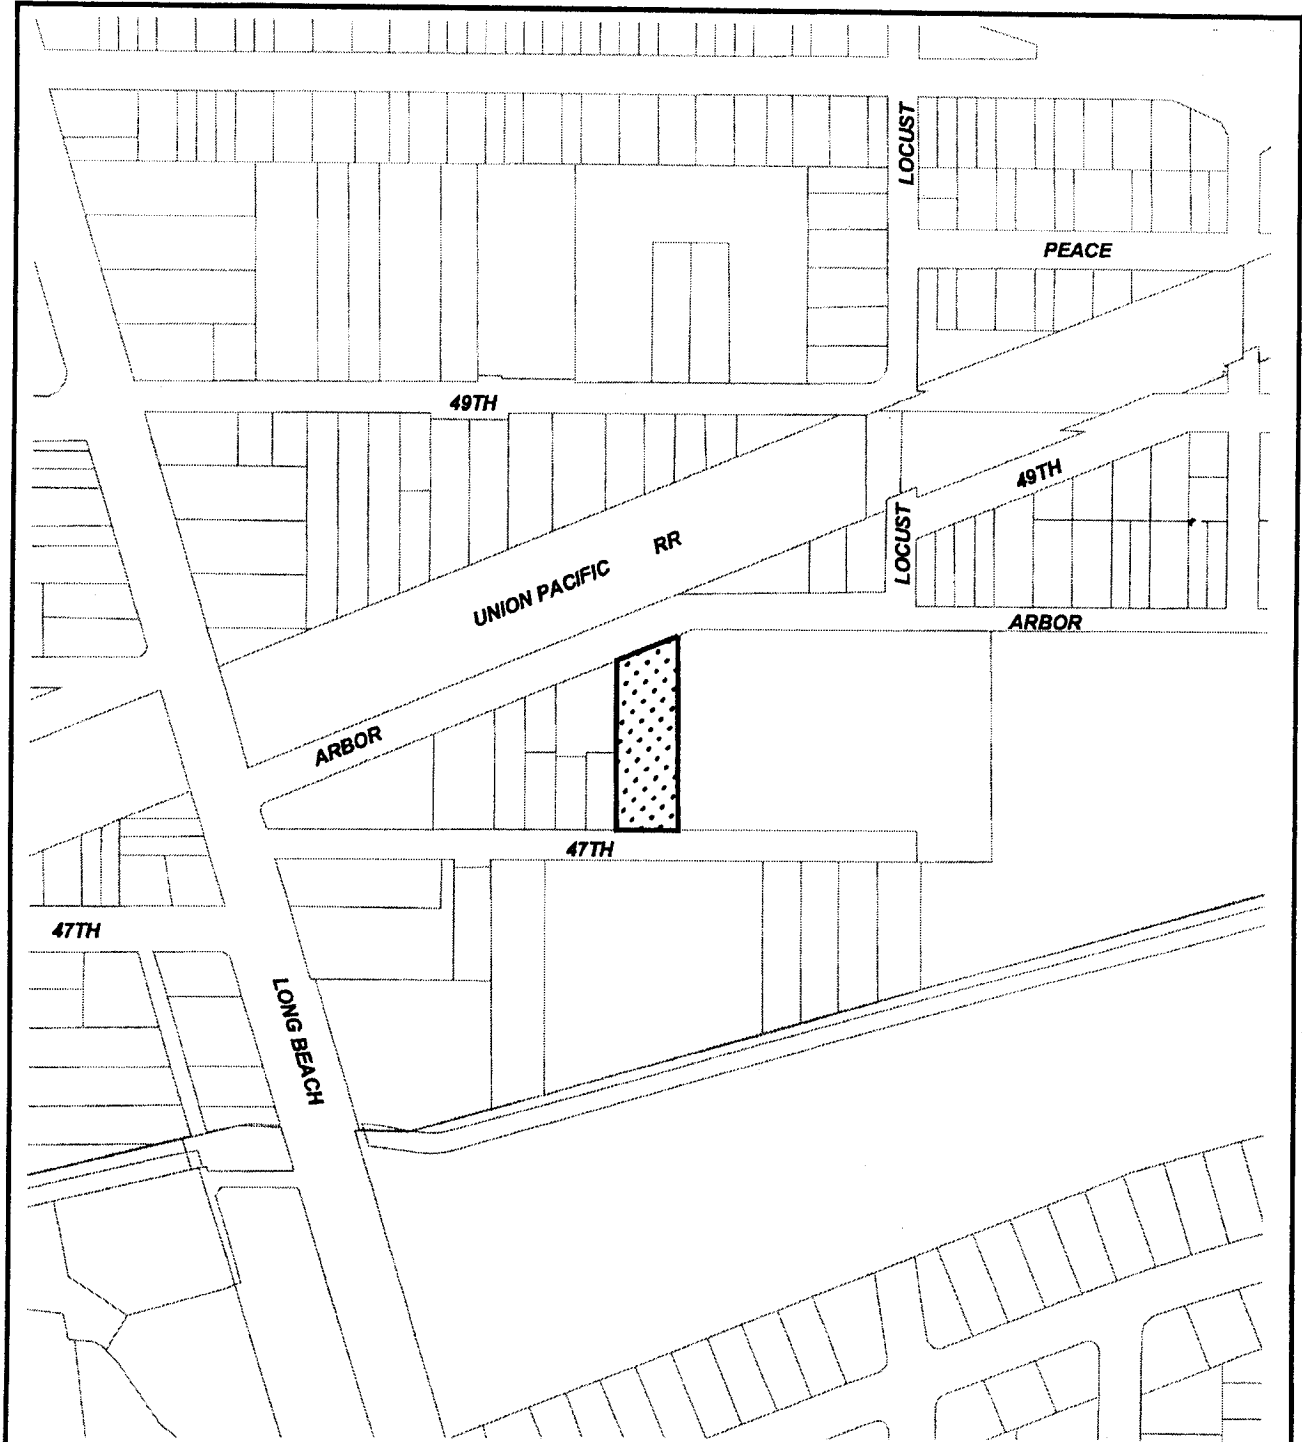 LOCUST
PEACE
49TH
49TH
UNION PACIFIC RR
LOCUST
ARBOR
ARBOR
47TH
47TH
LONG BEACH